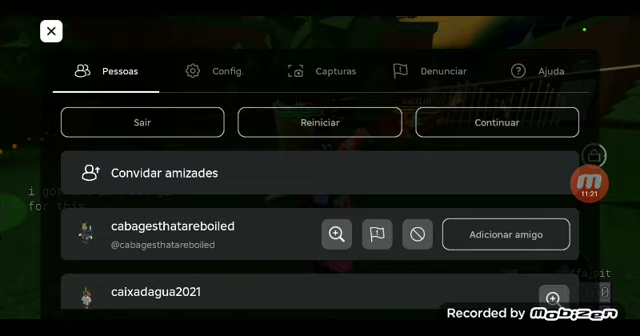 Pessoas
Config.
Capturas
Denunciar
Ajuda
Sair
Reiniciar
Continuar
Convidar amizades
11:21
i got
for this
cabagesthatareboiled
@cabagesthatareboiled
Adicionar amigo
caixadagua2021
Recorded by Mobizen